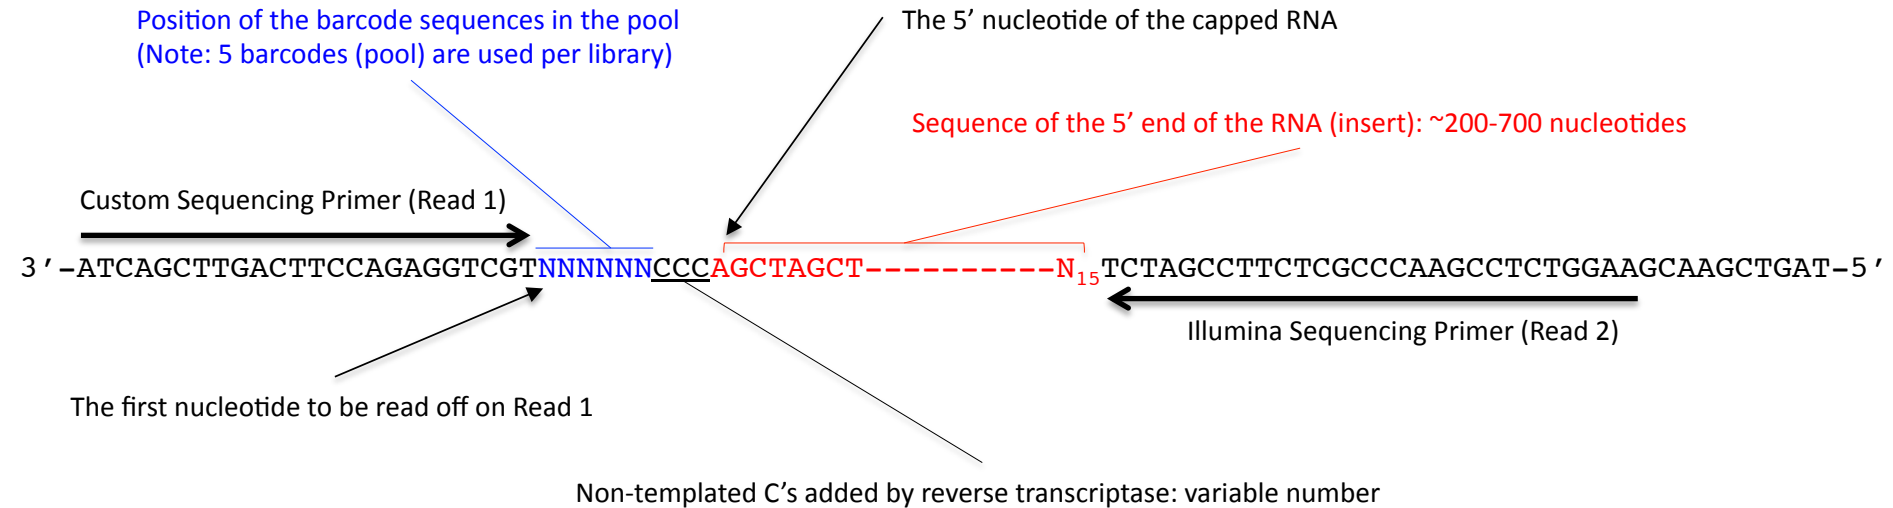 Position of the barcode sequences in the pool
(Note: 5 barcodes (pool) are used per library)
The 5’ nucleotide of the capped RNA
Sequence of the 5’ end of the RNA (insert): ~200-700 nucleotides
Custom Sequencing Primer (Read 1)
3'-ATCAGCTTGACTTCCAGAGGTCGTNNNNNNCCCAGCTAGCT----------N15TCTAGCCTTCTCGCCCAAGCCTCTGGAAGCAAGCTGAT-5'
Illumina Sequencing Primer (Read 2)
The first nucleotide to be read off on Read 1
Non-templated C’s added by reverse transcriptase: variable number